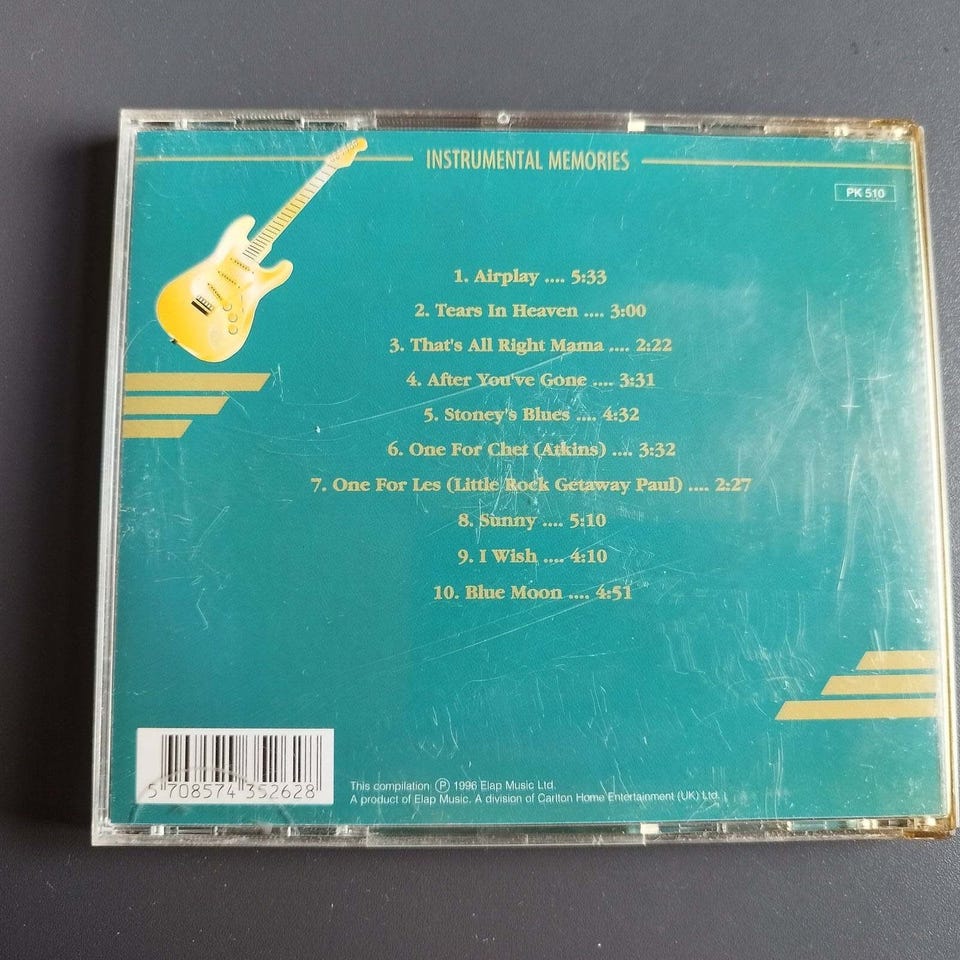 INSTRUMENTAL MEMORIES
PK 510
1. Airplay .... 5:33
2. Tears In Heaven .... 3:00
3. That's All Right Mama .... 2:22
4. After You've Gone .... 3:31
5. Stoney's Blues .... 4:32
6. One For Chet (Atkins) .... 3:32
7. One For Les (Little Rock Getaway Paul) .... 2:27
8. Sunny .... 5:10
9. I Wish .... 4:10
10. Blue Moon .... 4:51
5 708574 352628
This compilation Ⓟ 1996 Elap Music Ltd.
A product of Elap Music. A division of Carlton Home Entertainment (UK) Ltd.